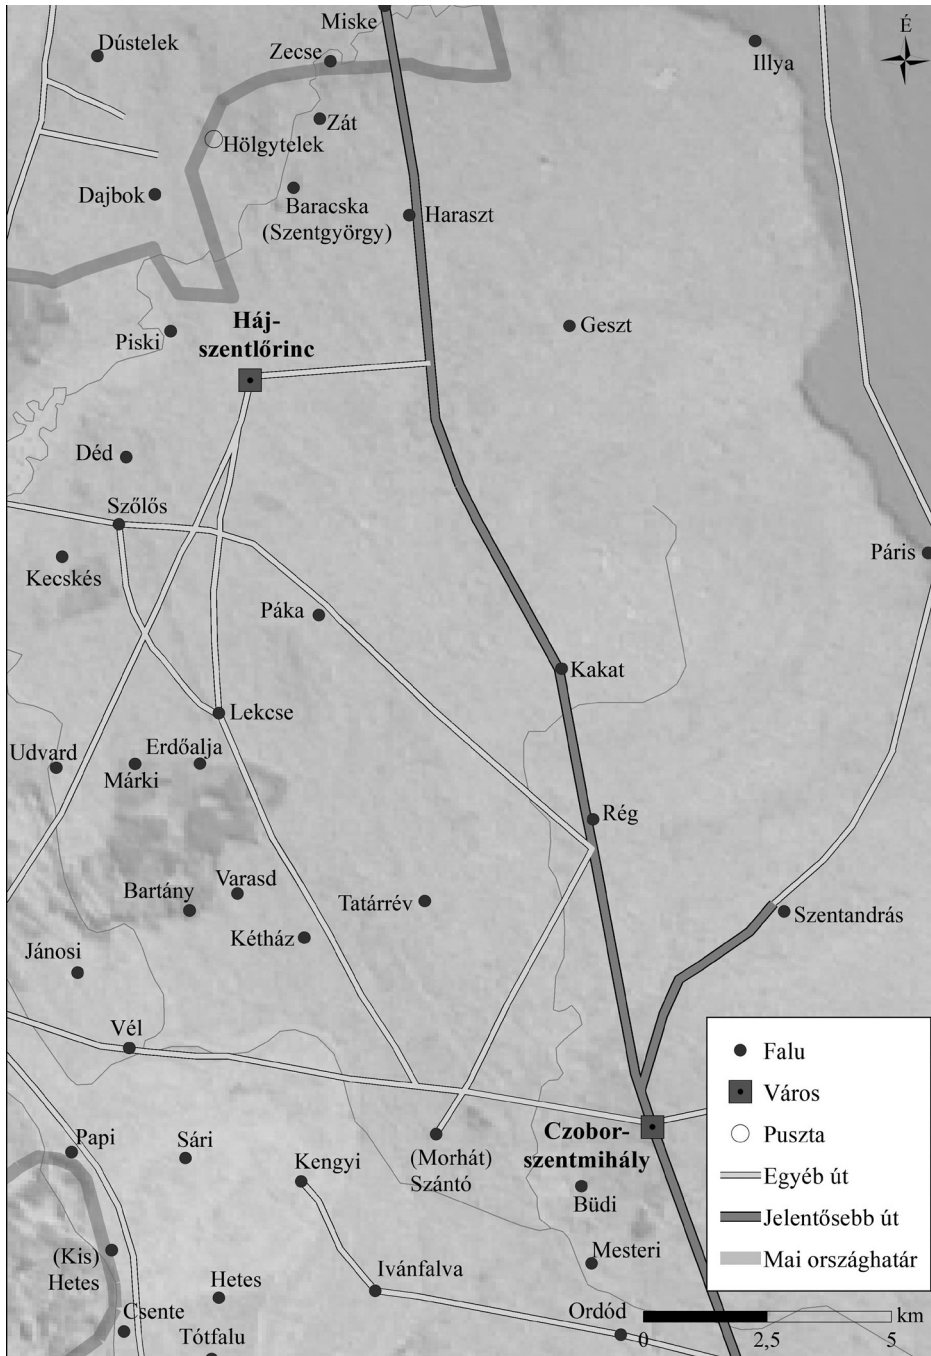 Miske
É
Dústelek
Zecse
Illya
Zát
Hölgytelek
Dajbok
Baracska
(Szentgyörgy)
Haraszt
Háj-
szentlőrinc
Geszt
Piski
Déd
Szőlős
Páris
Kecskés
Páka
Kakat
Lekcse
Udvard
Erdőalja
Márki
Rég
Varasd
Bartány
Tatárrév
Szentandrás
Kétház
Jánosi
Vél
Falu
Város
Puszta
Egyéb út
Jelentősebb út
Mai országhatár
Papi
Sári
Kengyi
(Morhát)
Szántó
Czobor-
szentmihály
Büdi
(Kis)
Hetes
Mesteri
Ivánfalva
Hetes
Csente
Tótfalu
Ordód
km
0
2,5
5